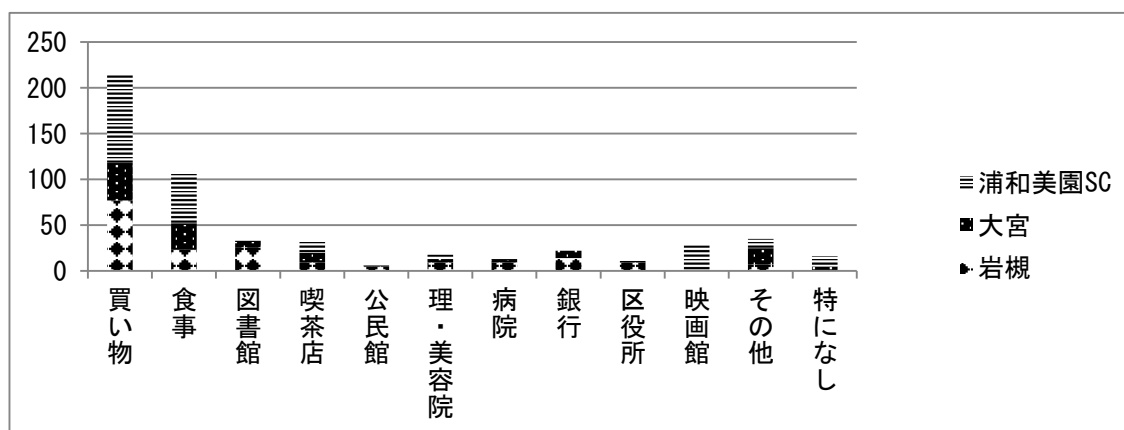 250
200
150
100
50
0
買い物
食事
図書館
喫茶店
公民館
理・美容院
病院
銀行
区役所
映画館
その他
特になし
浦和美園SC
大宮
岩槻